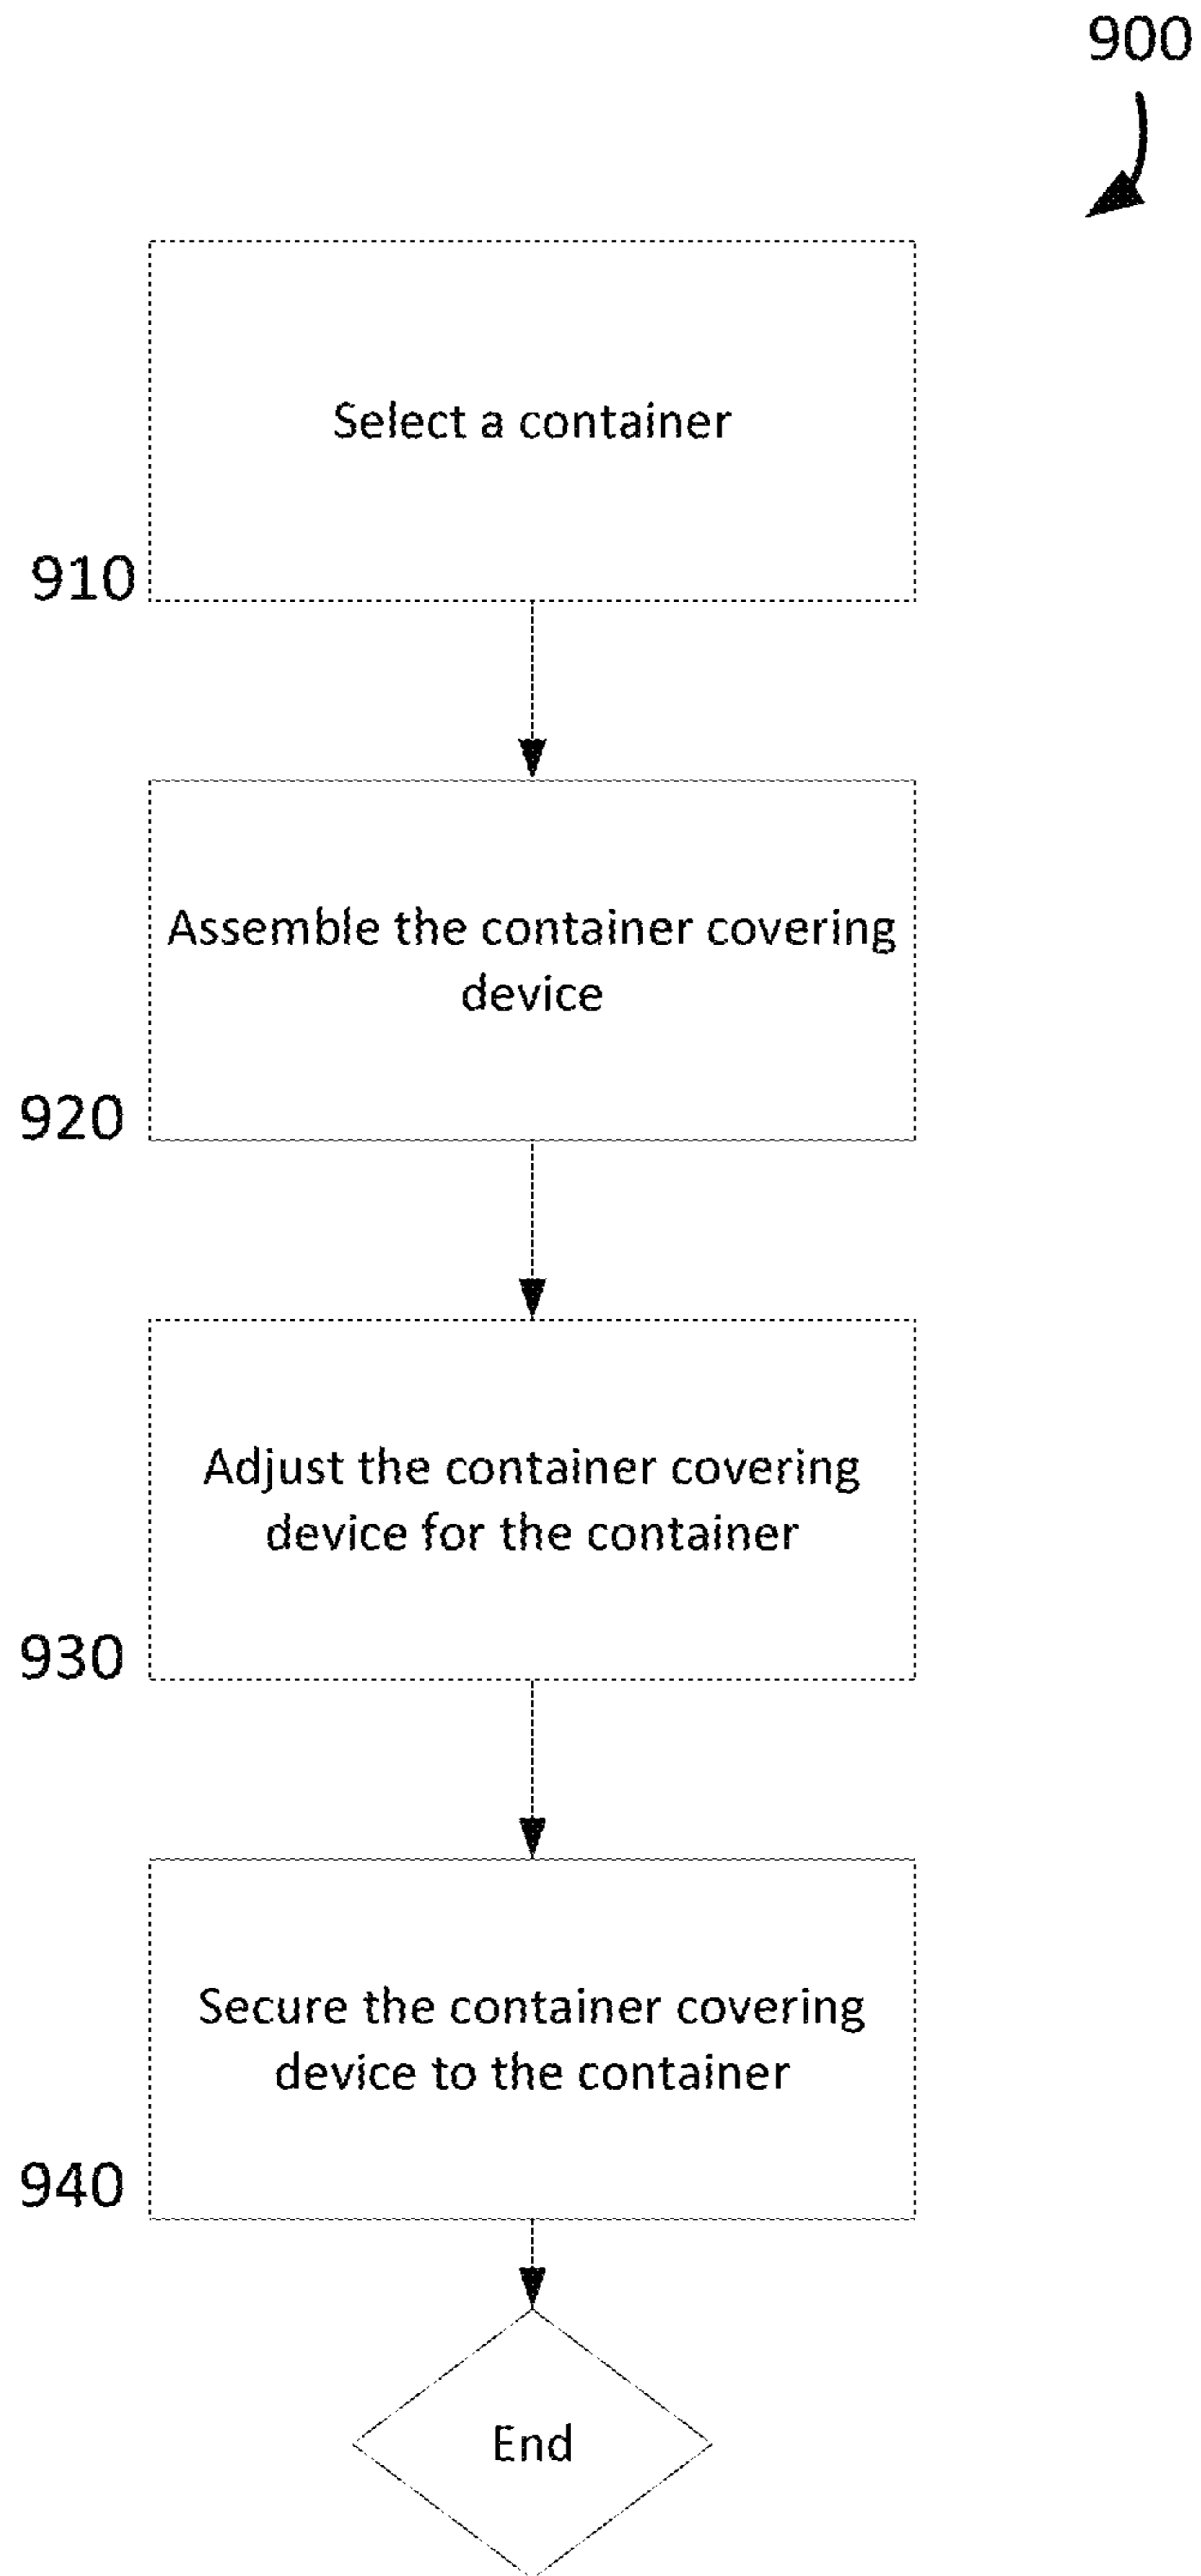 900
Select a container
910
Assemble the container covering
device
920
Adjust the container covering
device for the container
930
Secure the container covering
device to the container
940
End